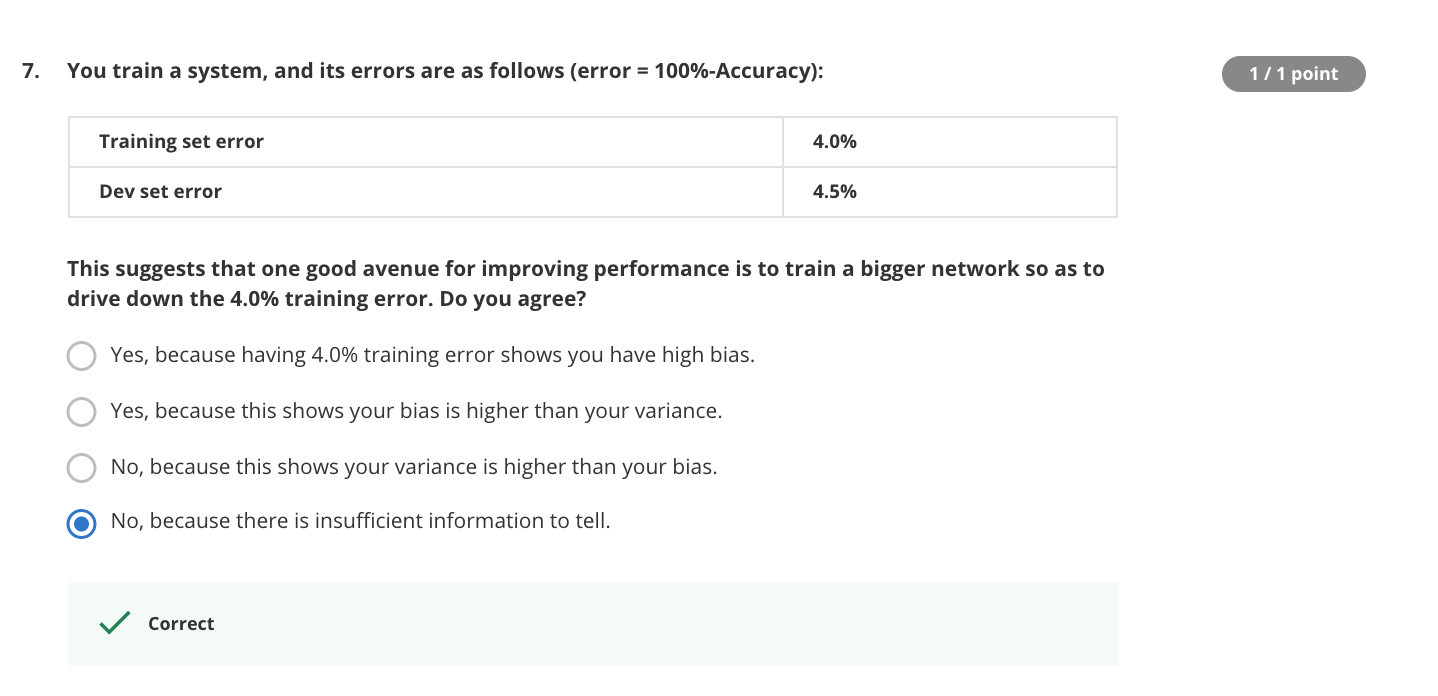 7. You train a system, and its errors are as follows (error = 100%-Accuracy):
1 / 1 point
Training set error 4.0%
Dev set error 4.5%
This suggests that one good avenue for improving performance is to train a bigger network so as to
drive down the 4.0% training error. Do you agree?
Yes, because having 4.0% training error shows you have high bias.
Yes, because this shows your bias is higher than your variance.
No, because this shows your variance is higher than your bias.
No, because there is insufficient information to tell.
Correct